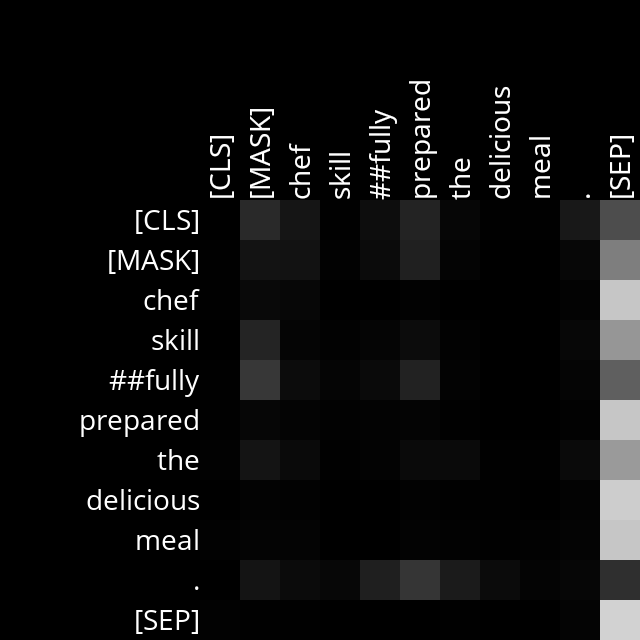 [CLS] [MASK] chef skill ##fully prepared the delicious meal . [SEP]
[CLS]
[MASK]
chef
skill
##fully
prepared
the
delicious
meal
.
[SEP]